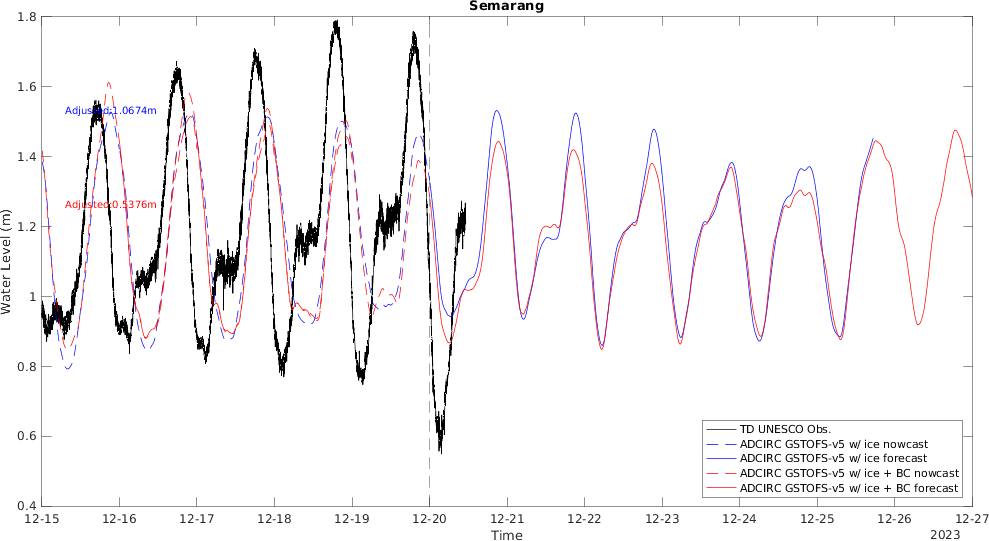 Semarang
1.8
1.6
1.4
1.2
1
0.8
0.6
0.4
Water Level (m)
Adjusted:1.0674m
Adjusted:0.5376m
TD UNESCO Obs.
ADCIRC GSTOFS-v5 w/ ice nowcast
ADCIRC GSTOFS-v5 w/ ice forecast
ADCIRC GSTOFS-v5 w/ ice + BC nowcast
ADCIRC GSTOFS-v5 w/ ice + BC forecast
12-15 12-16 12-17 12-18 12-19 12-20 12-21 12-22 12-23 12-24 12-25 12-26 12-27
Time
2023